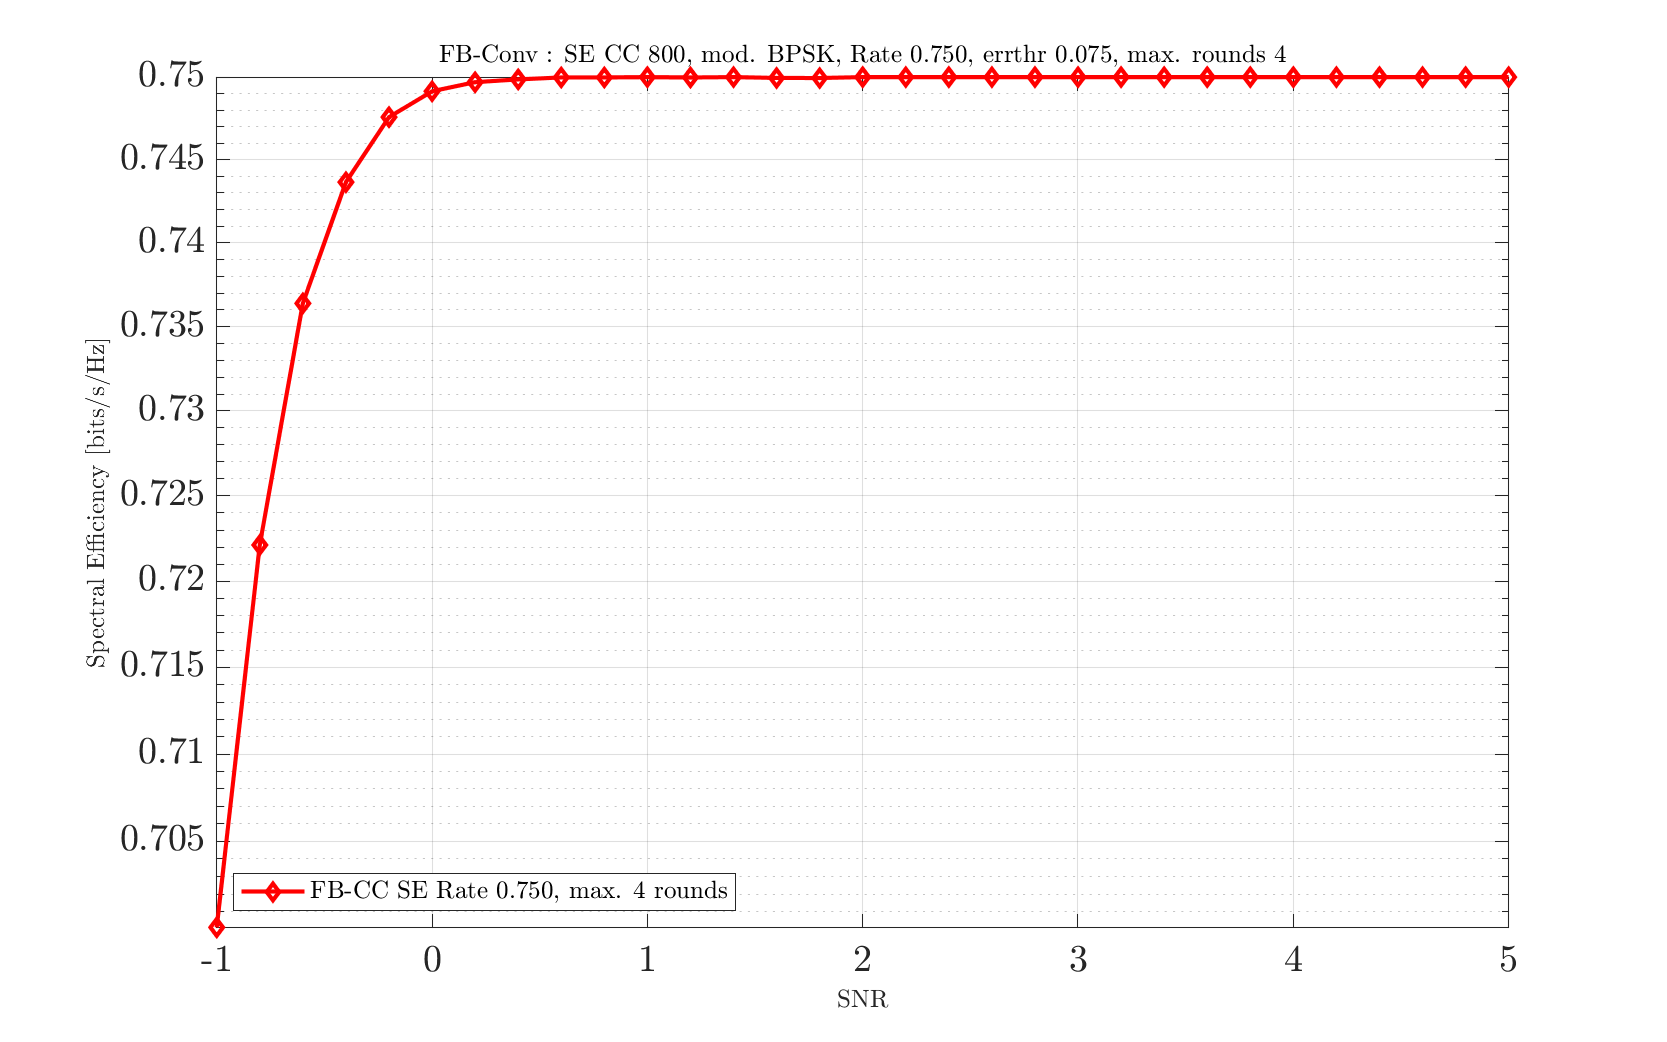 FB-Conv : SE CC 800, mod. BPSK, Rate 0.750, errthr 0.075, max. rounds 4
0.75
0.745
0.74
0.735
0.73
0.725
0.72
0.715
0.71
0.705
Spectral Efficiency [bits/s/Hz]
FB-CC SE Rate 0.750, max. 4 rounds
-1 0 1 2 3 4 5
SNR